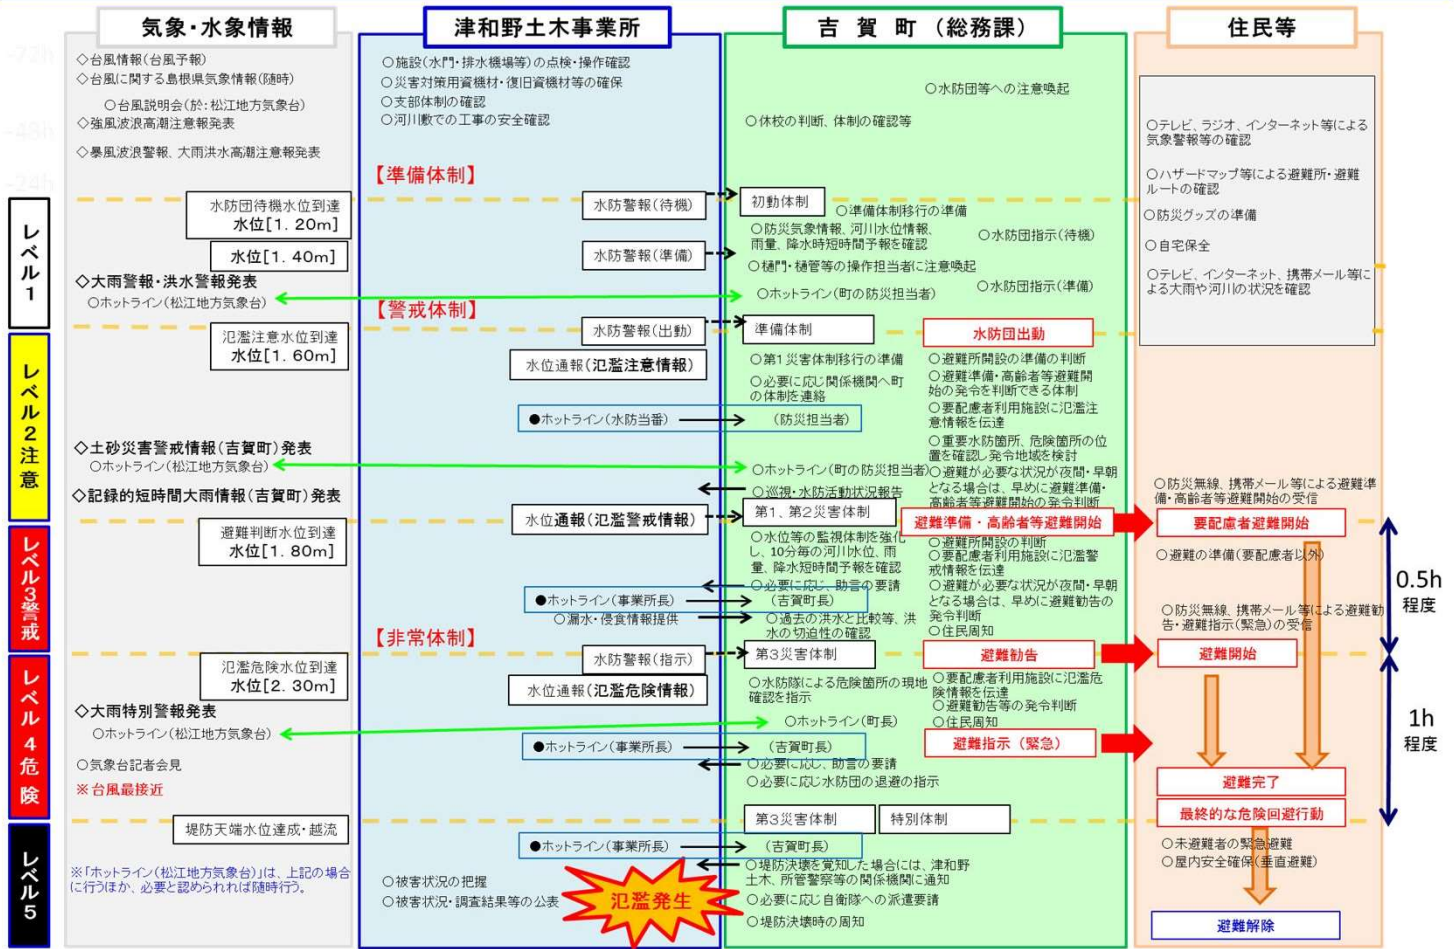 気象・水象情報
津和野土木事業所
吉 賀 町 (総務課)
住民等
-72h
-48h
-24h
レベル1
レベル2注意
レベル3警戒
レベル4危険
レベル5
◇台風情報(台風予報)
◇台風に関する島根県気象情報(随時)
○台風説明会(於:松江地方気象台)
◇強風波浪高潮注意報発表
◇暴風波浪警報、大雨洪水高潮注意報発表
水防団待機水位到達
水位[1. 20m]
水位[1. 40m]
◇大雨警報・洪水警報発表
○ホットライン(松江地方気象台)
氾濫注意水位到達
水位[1. 60m]
◇土砂災害警戒情報(吉賀町)発表
○ホットライン(松江地方気象台)
◇記録的短時間大雨情報(吉賀町)発表
避難判断水位到達
水位[1. 80m]
氾濫危険水位到達
水位[2. 30m]
◇大雨特別警報発表
○ホットライン(松江地方気象台)
○気象台記者会見
※台風最接近
堤防天端水位達成・越流
※「ホットライン(松江地方気象台)」は、上記の場合
に行うほか、必要と認められれば随時行う。
○施設(水門・排水機場等)の点検・操作確認
○災害対策用資機材・復旧資機材等の確保
○支部体制の確認
○河川敷での工事の安全確認
【準備体制】
水防警報(待機)
水防警報(準備)
【警戒体制】
水防警報(出動)
水位通報(氾濫注意情報)
●ホットライン(水防当番)
(防災担当者)
水位通報(氾濫警戒情報)
●ホットライン(事業所長)
(吉賀町長)
○漏水・侵食情報提供
【非常体制】
水防警報(指示)
水位通報(氾濫危険情報)
●ホットライン(事業所長)
(吉賀町長)
●ホットライン(事業所長)
(吉賀町長)
○被害状況の把握
○被害状況・調査結果等の公表
氾濫発生
○水防団等への注意喚起
○休校の判断、体制の確認等
初動体制
○準備体制移行の準備
○防災気象情報、河川水位情報、
雨量、降水時短時間予報を確認
○水防団指示(待機)
○樋門・樋管等の操作担当者に注意喚起
○ホットライン(町の防災担当者)
○水防団指示(準備)
準備体制
水防団出動
○第1災害体制移行の準備
○必要に応じ関係機関へ町
の体制を連絡
○避難所開設の準備の判断
○避難準備・高齢者等避難開
始の発令を判断できる体制
○要配慮者利用施設に氾濫注
意情報を伝達
○重要水防箇所、危険箇所の位
置を確認し発令地域を検討
○ホットライン(町の防災担当者)
○避難が必要な状況が夜間・早朝
となる場合は、早めに避難準備・
高齢者等避難開始の発令判断
○巡視・水防活動状況報告
第1、第2災害体制
避難準備・高齢者等避難開始
○水位等の監視体制を強化
し、10分毎の河川水位、雨
量、降水短時間予報を確認
○必要に応じ、助言の要請
○過去の洪水と比較等、洪
水の切迫性の確認
○避難所開設の判断
○要配慮者利用施設に氾濫警
戒情報を伝達
○避難が必要な状況が夜間・早朝
となる場合は、早めに避難勧告の
発令判断
○住民周知
第3災害体制
避難勧告
○水防隊による危険箇所の現地
確認を指示
○要配慮者利用施設に氾濫危
険情報を伝達
○避難勧告等の発令判断
○住民周知
○ホットライン(町長)
避難指示(緊急)
○必要に応じ、助言の要請
○必要に応じ水防団の退避の指示
第3災害体制
特別体制
○堤防決壊を覚知した場合には、津和野
土木、所管警察等の関係機関に通知
○必要に応じ自衛隊への派遣要請
○堤防決壊時の周知
○テレビ、ラジオ、インターネット等による
気象警報等の確認
○ハザードマップ等による避難所・避難
ルートの確認
○防災グッズの準備
○自宅保全
○テレビ、インターネット、携帯メール等に
よる大雨や河川の状況を確認
○防災無線、携帯メール等による避難準
備・高齢者等避難開始の受信
要配慮者避難開始
○避難の準備(要配慮者以外)
○防災無線、携帯メール等による避難勧
告・避難指示(緊急)の受信
避難開始
避難完了
最終的な危険回避行動
○未避難者の緊急避難
○屋内安全確保(垂直避難)
避難解除
0.5h
程度
1h
程度